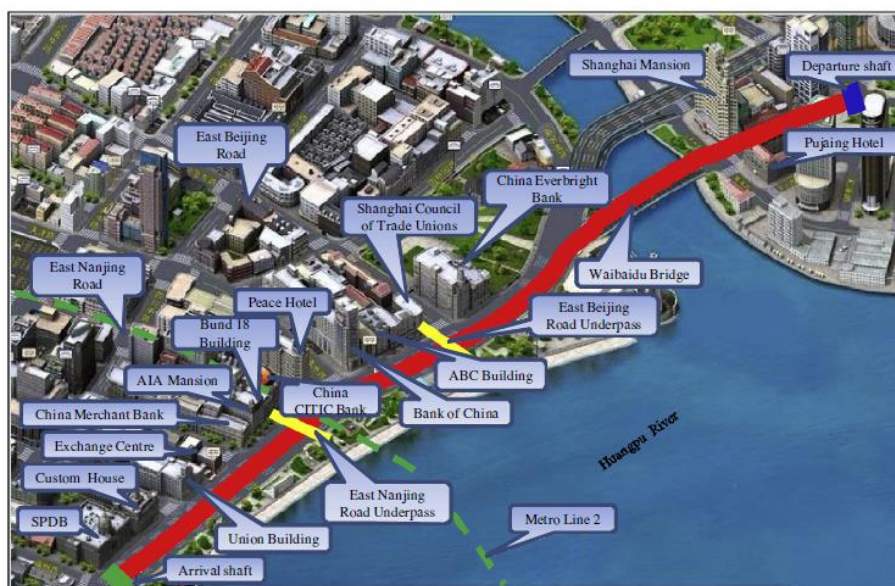 Shanghai Mansion
Departure shaft
East Beijing
Road
Pujaing Hotel
China Everbright
Bank
Shanghai Council
of Trade Unions
Waibaidu Bridge
East Nanjing
Road
Peace Hotel
Bund 18
Building
East Beijing
Road Underpass
AIA Mansion
China
CITIC Bank
ABC Building
China Merchant Bank
Bank of China
Exchange Centre
Huangpu River
Custom House
East Nanjing
Road Underpass
SPDB
Union Building
Metro Line 2
Arrival shaft